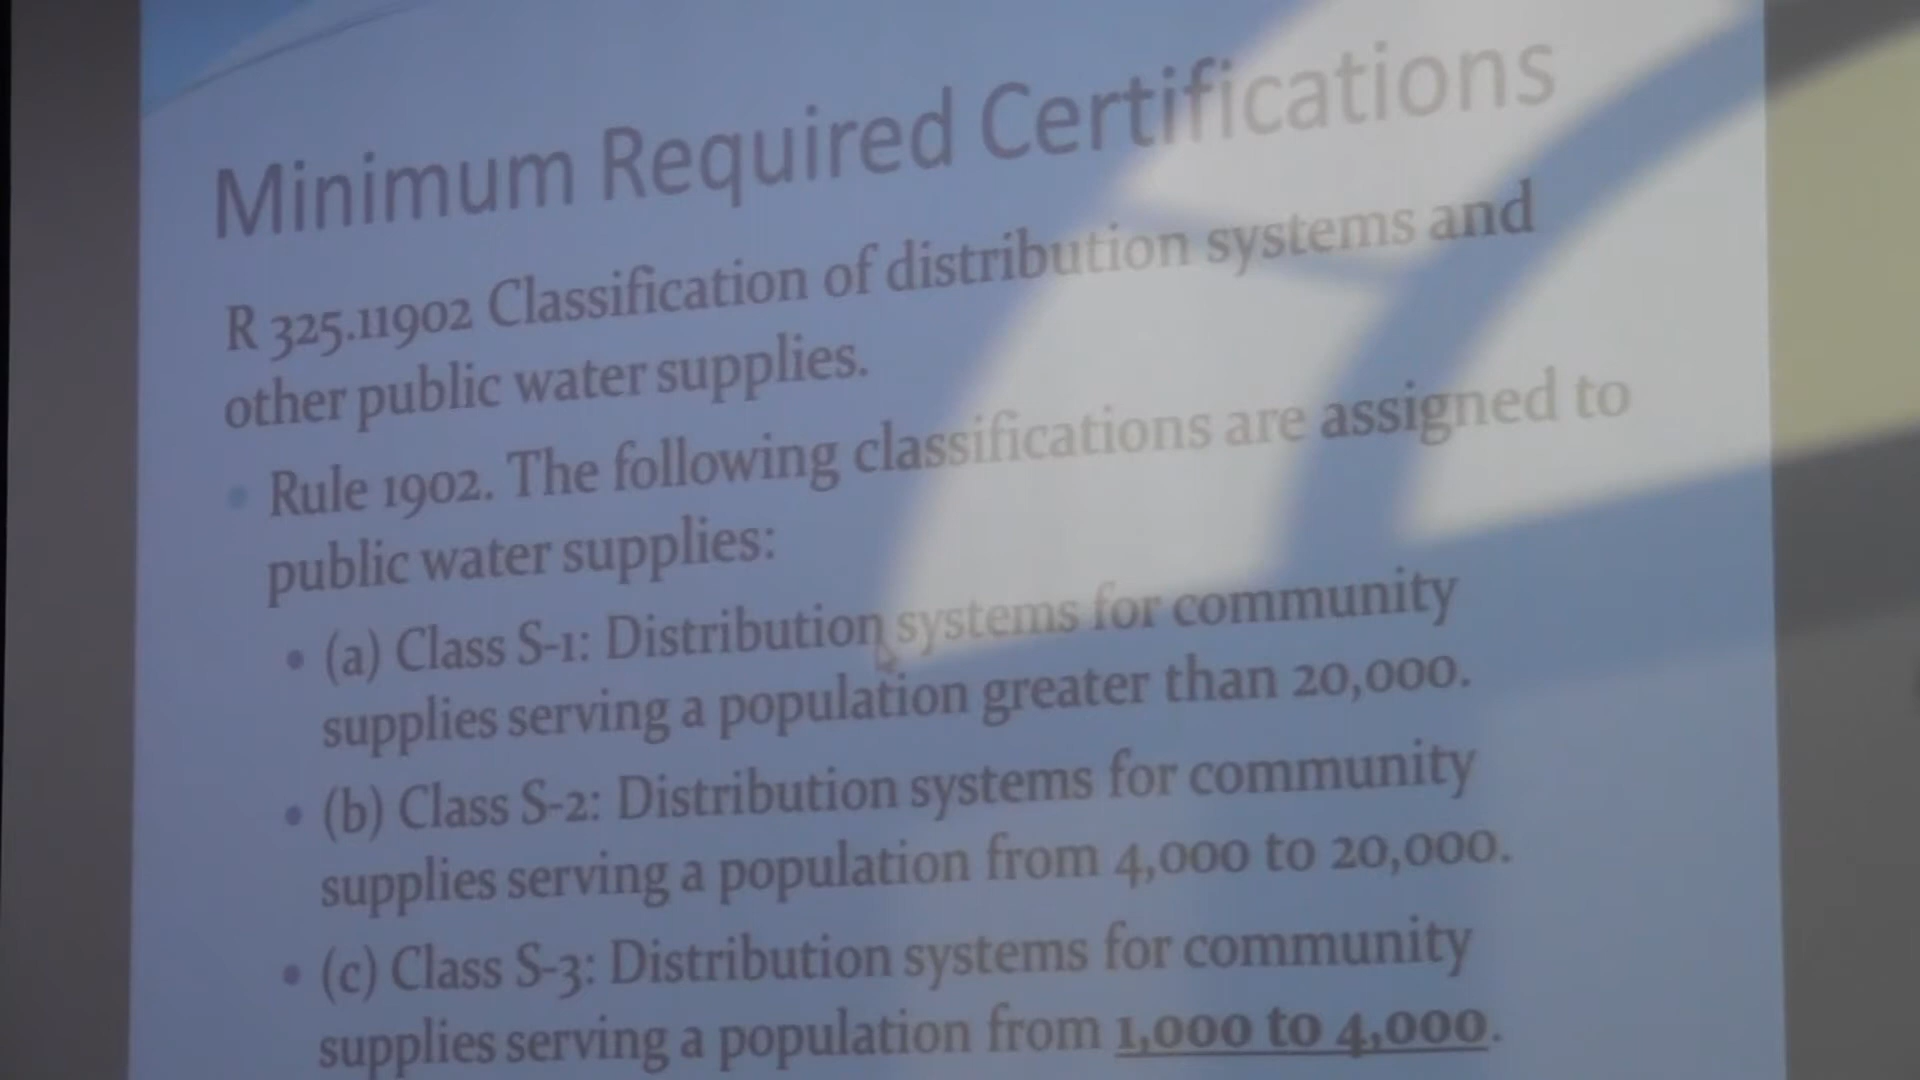 Minimum Required Certifications
R 325.11902 Classification of distribution systems and
other public water supplies.
• Rule 1902. The following classifications are assigned to
public water supplies:
• (a) Class S-1: Distribution systems for community
supplies serving a population greater than 20,000.
• (b) Class S-2: Distribution systems for community
supplies serving a population from 4,000 to 20,000.
• (c) Class S-3: Distribution systems for community
supplies serving a population from 1,000 to 4,000.